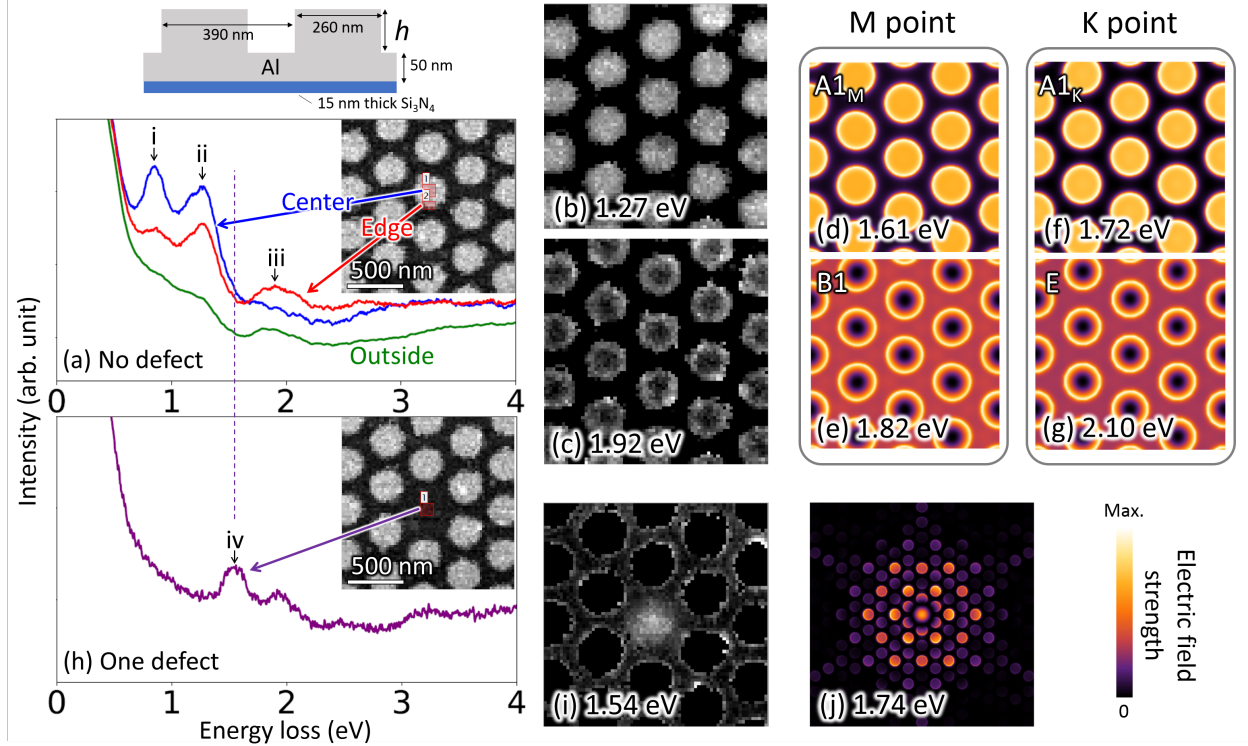 390 nm
260 nm
h
50 nm
Al
15 nm thick Si₃N₄
Intensity (arb. unit)
i
ii
iii
Center
Edge
1
2
500 nm
(a) No defect
Outside
0 1 2 3 4
iv
1
500 nm
(h) One defect
0 1 2 3 4
Energy loss (eV)
(b) 1.27 eV
(c) 1.92 eV
M point
K point
A1M
(d) 1.61 eV
A1K
(f) 1.72 eV
B1
(e) 1.82 eV
E
(g) 2.10 eV
(i) 1.54 eV
(j) 1.74 eV
Max.
0
Electric field
strength